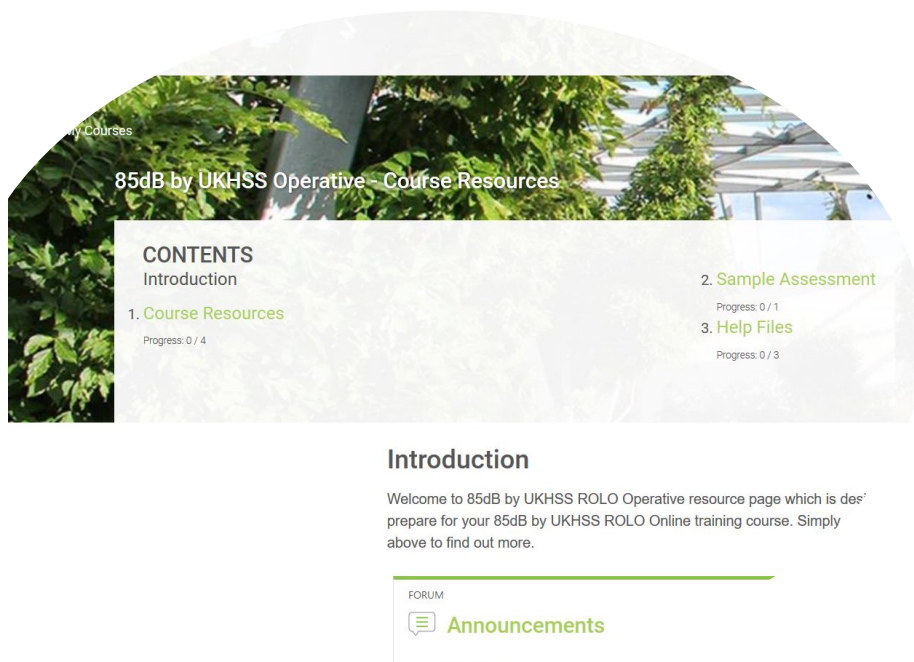 My Courses
85dB by UKHSS Operative - Course Resources
CONTENTS
Introduction
1. Course Resources
Progress: 0 / 4
2. Sample Assessment
Progress: 0 / 1
3. Help Files
Progress: 0 / 3
Introduction
Welcome to 85dB by UKHSS ROLO Operative resource page which is
prepare for your 85dB by UKHSS ROLO Online training course. Simply
above to find out more.
FORUM
Announcements